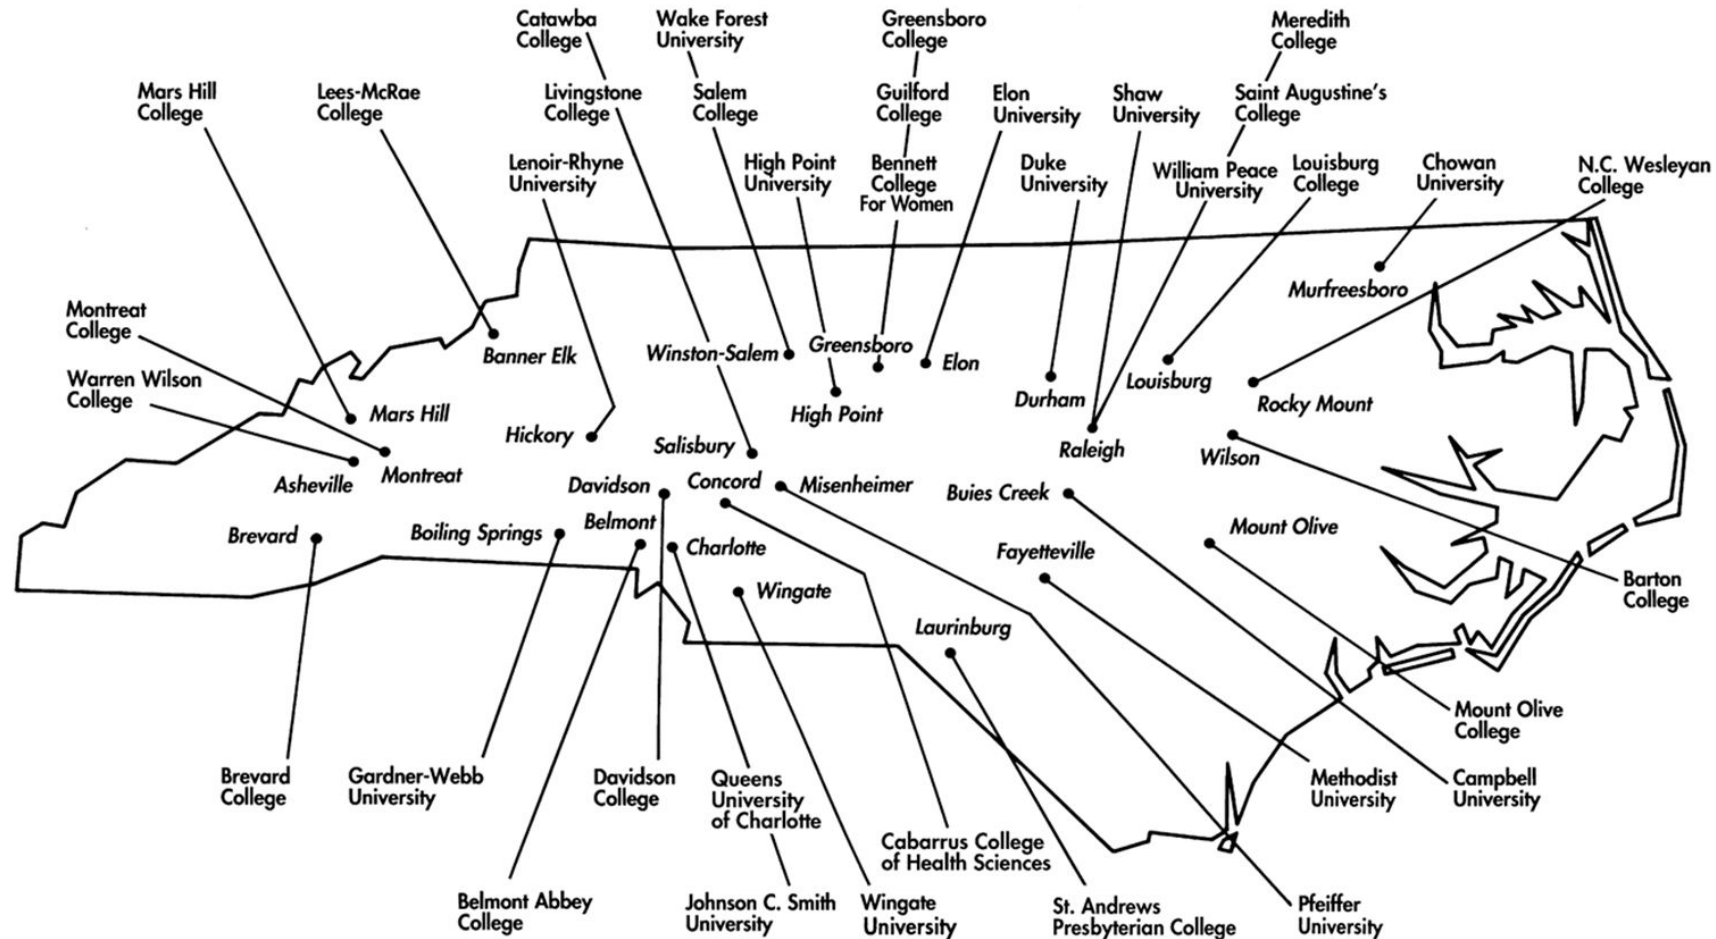 Catawba
College
Wake Forest
University
Greensboro
College
Meredith
College
Mars Hill
College
Lees-McRae
College
Livingstone
College
Salem
College
Guilford
College
Elon
University
Shaw
University
Saint Augustine's
College
Lenoir-Rhyne
University
High Point
University
Bennett
College
For Women
Duke
University
William Peace
University
Louisburg
College
Chowan
University
N.C. Wesleyan
College
Montreat
College
Warren Wilson
College
Murfreesboro
Banner Elk
Winston-Salem
Greensboro
Elon
Durham
Louisburg
Rocky Mount
Mars Hill
High Point
Hickory
Salisbury
Raleigh
Wilson
Asheville
Montreat
Davidson
Concord
Misenheimer
Buies Creek
Brevard
Boiling Springs
Belmont
Charlotte
Fayetteville
Mount Olive
Wingate
Laurinburg
Barton
College
Mount Olive
College
Brevard
College
Gardner-Webb
University
Davidson
College
Queens
University
of Charlotte
Methodist
University
Campbell
University
Cabarrus College
of Health Sciences
Belmont Abbey
College
Johnson C. Smith
University
Wingate
University
St. Andrews
Presbyterian College
Pfeiffer
University